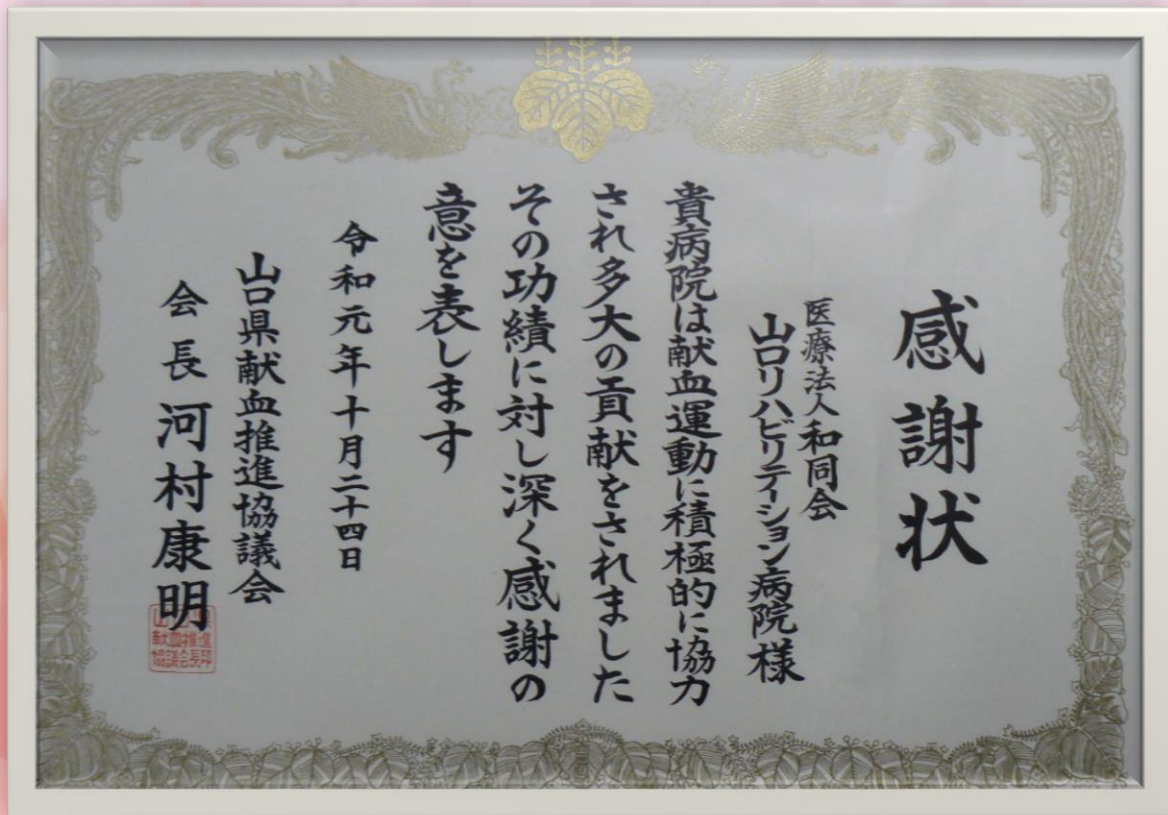 感謝状
医療法人和同会
山口リハビリテーション病院様
貴病院は献血運動に積極的に協力
され多大の貢献をされました
その功績に対し深く感謝の
意を表します
令和元年十月二十四日
山口県献血推進協議会
会長 河村康明